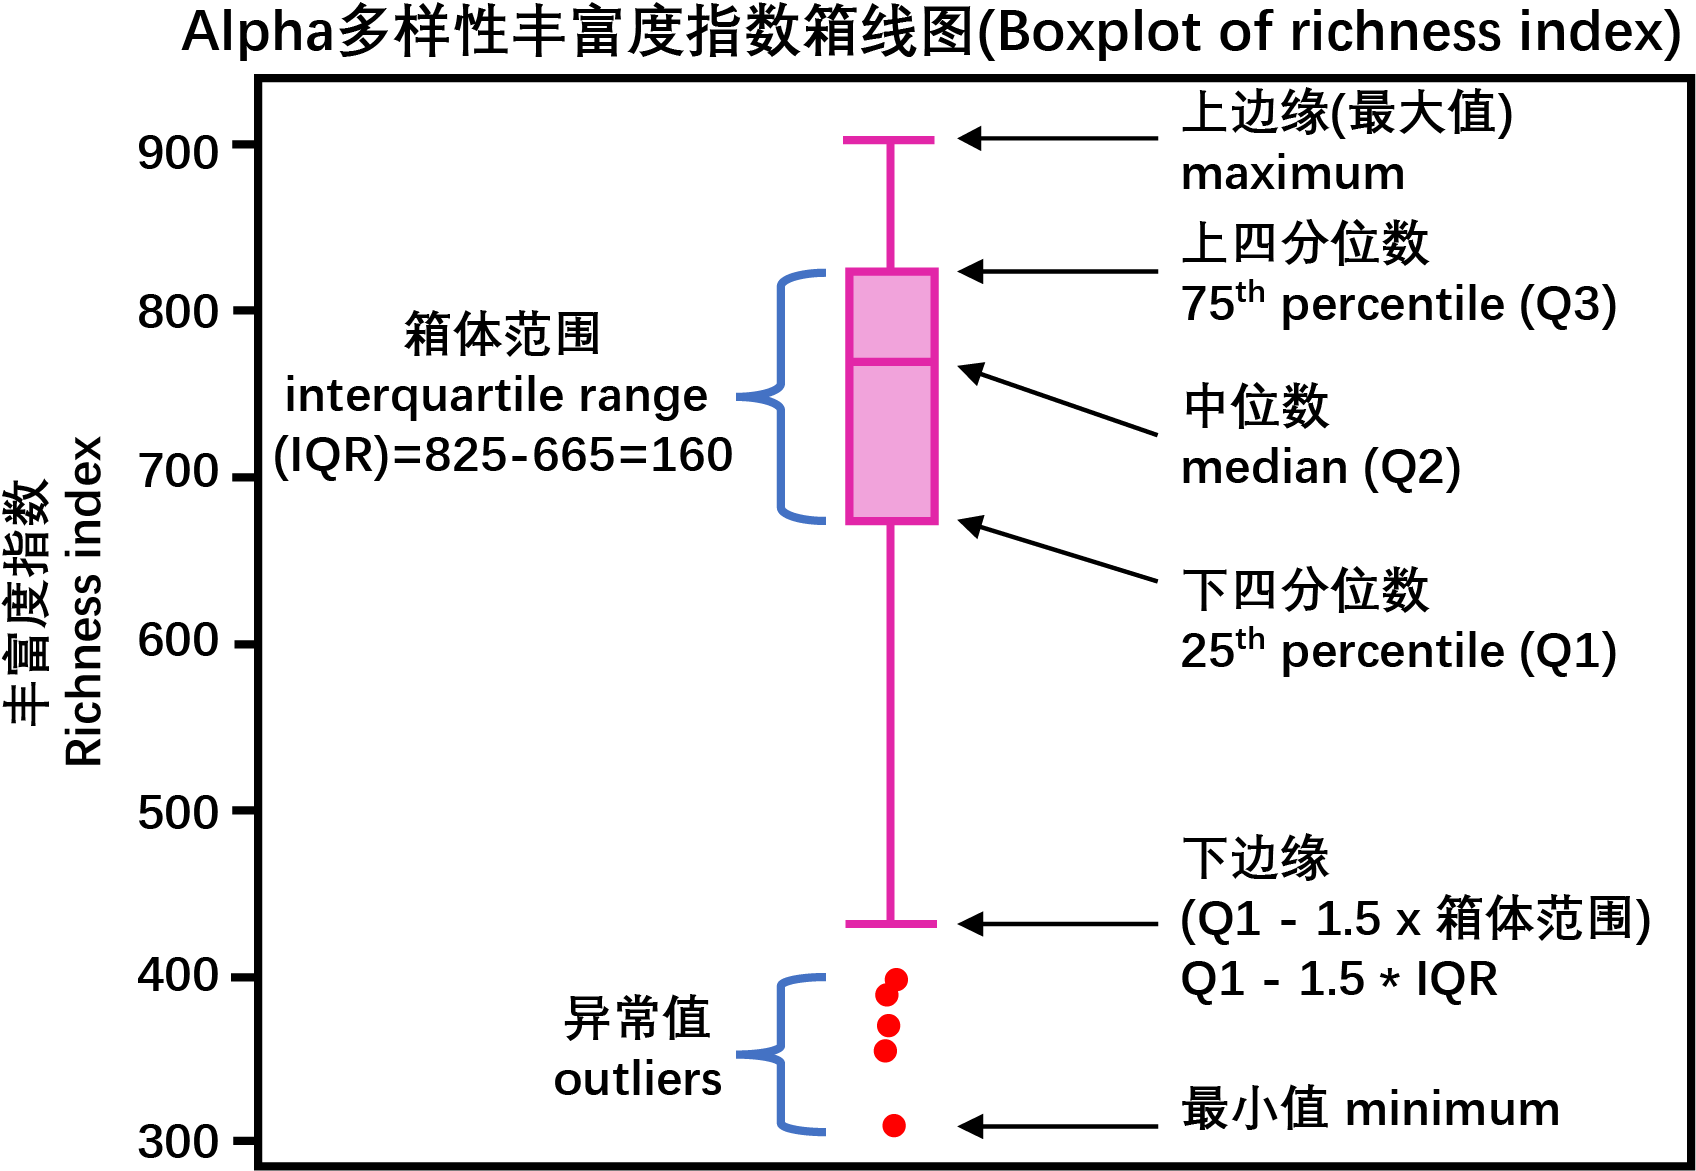 Alpha多样性丰富度指数箱线图(Boxplot of richness index)
丰富度指数
Richness index
900
800
700
600
500
400
300
箱体范围
interquartile range
(IQR)=825-665=160
异常值
outliers
上边缘(最大值)
maximum
上四分位数
75th percentile (Q3)
中位数
median (Q2)
下四分位数
25th percentile (Q1)
下边缘
(Q1 - 1.5 x 箱体范围)
Q1 - 1.5 * IQR
最小值 minimum